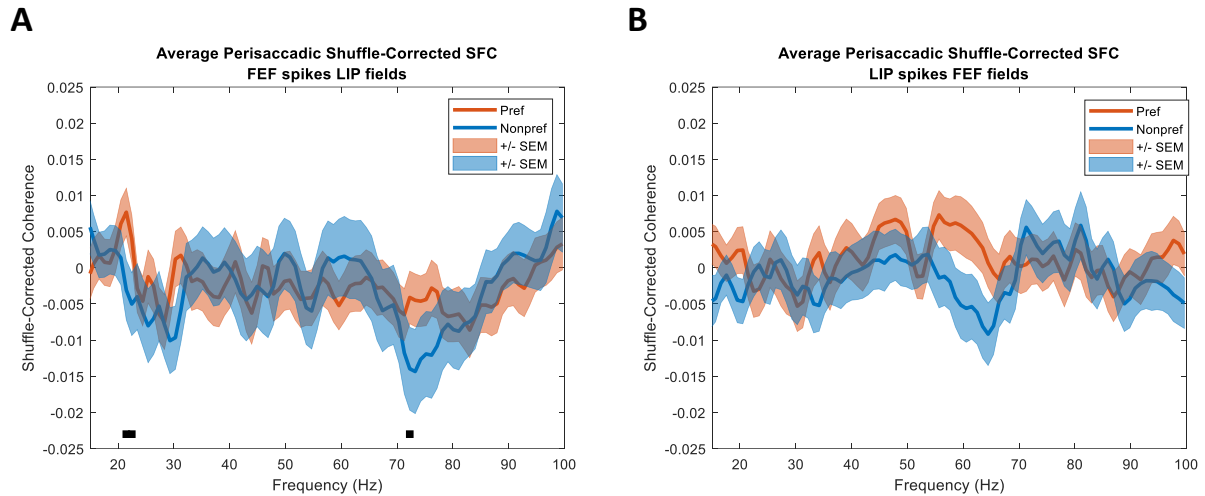 A
Average Perisaccadic Shuffle-Corrected SFC
FEF spikes LIP fields
0.025
0.02
0.015
0.01
0.005
0
-0.005
-0.01
-0.015
-0.02
-0.025
Shuffle-Corrected Coherence
Pref
Nonpref
+/- SEM
+/- SEM
20 30 40 50 60 70 80 90 100
Frequency (Hz)
B
Average Perisaccadic Shuffle-Corrected SFC
LIP spikes FEF fields
0.025
0.02
0.015
0.01
0.005
0
-0.005
-0.01
-0.015
-0.02
-0.025
Shuffle-Corrected Coherence
Pref
Nonpref
+/- SEM
+/- SEM
20 30 40 50 60 70 80 90 100
Frequency (Hz)